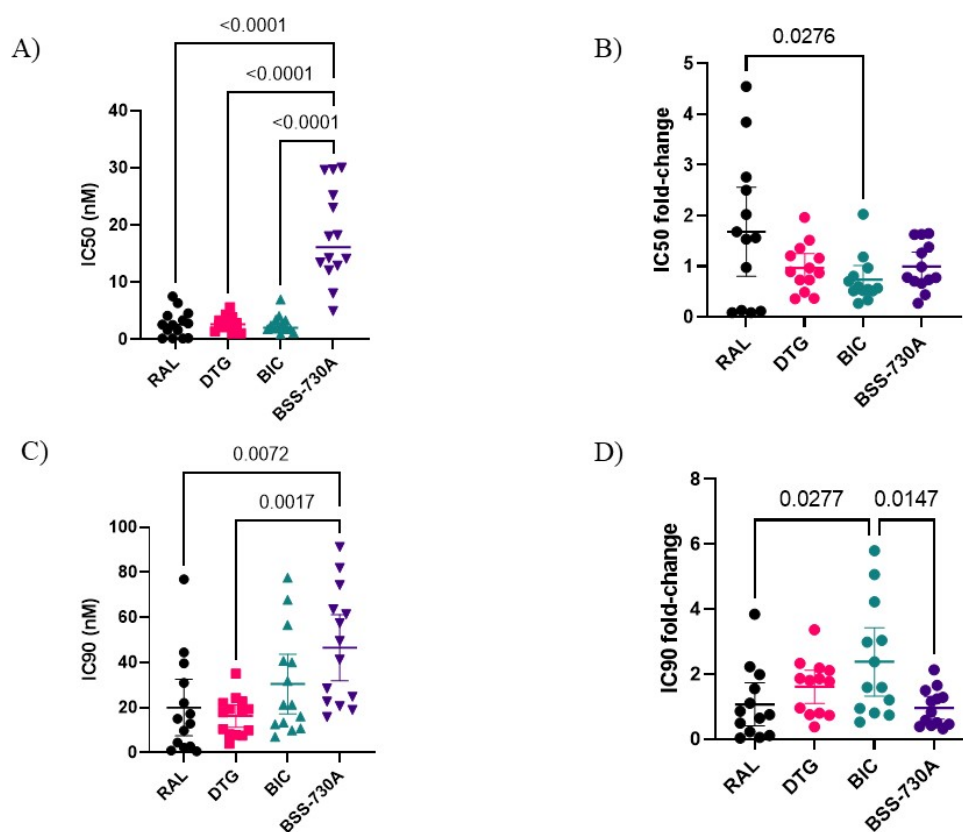 A)
<0.0001
<0.0001
<0.0001
IC50 (nM)
40
30
20
10
0
RAL
DTG
BIC
BSS-730A
B)
0.0276
IC50 fold-change
5
4
3
2
1
0
RAL
DTG
BIC
BSS-730A
C)
0.0072
0.0017
IC90 (nM)
100
80
60
40
20
0
RAL
DTG
BIC
BSS-730A
D)
0.0277
0.0147
IC90 fold-change
8
6
4
2
0
RAL
DTG
BIC
BSS-730A